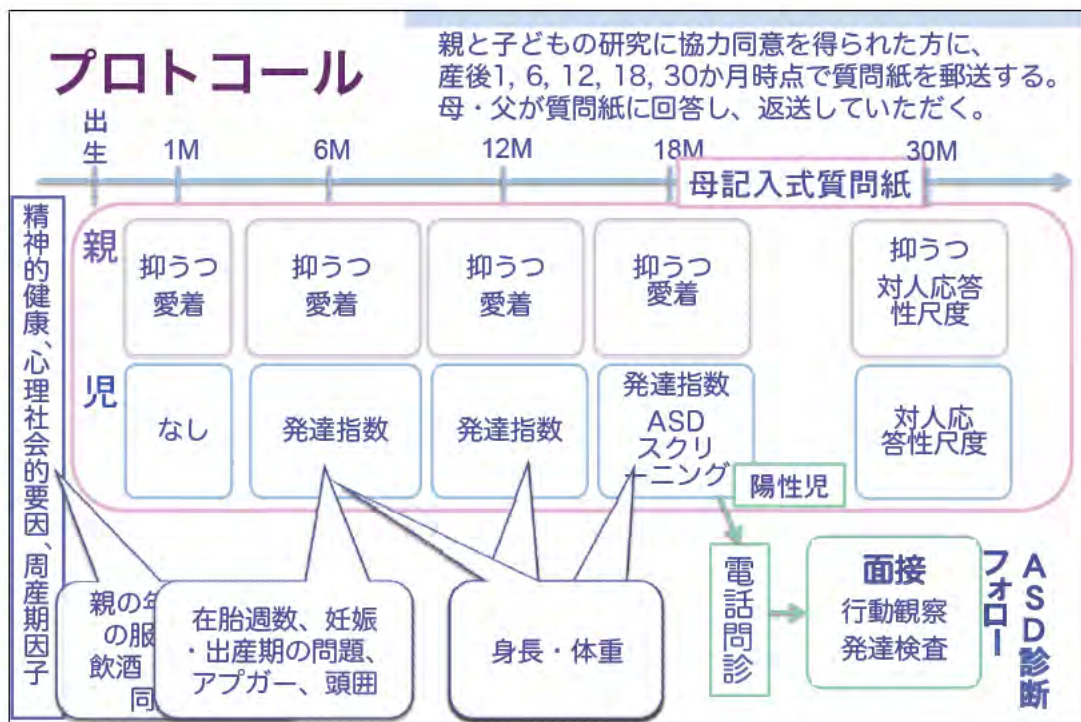 プロトコール
親と子どもの研究に協力同意を得られた方に、
産後1, 6, 12, 18, 30か月時点で質問紙を郵送する。
母・父が質問紙に回答し、返送していただく。
出生
1M
6M
12M
18M
30M
母記入式質問紙
精神的健康、心理社会的要因、周産期因子
親
抑うつ
愛着
抑うつ
愛着
抑うつ
愛着
抑うつ
愛着
抑うつ
対人応答
性尺度
児
なし
発達指数
発達指数
発達指数
ASD
スクリ
ーニング
対人応
答性尺度
陽性児
親の
の服
飲酒
同
在胎週数、妊娠
・出産期の問題、
アプガー、頭囲
身長・体重
電話問診
面接
行動観察
発達検査
ASD診断
フォロー